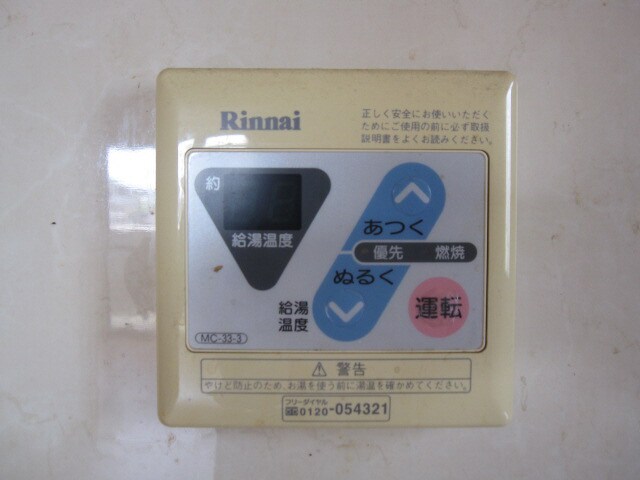 Rinnai
正しく安全にお使いいただく
ためにご使用の前に必ず取扱
説明書をよくお読みください。
約
給湯温度
あつく
優先 燃焼
ぬるく
給湯
温度
運転
MC-33-3
⚠ 警告
やけど防止のため、お湯を使う前に湯温を確かめてください。
フリーダイヤル
0120-054321